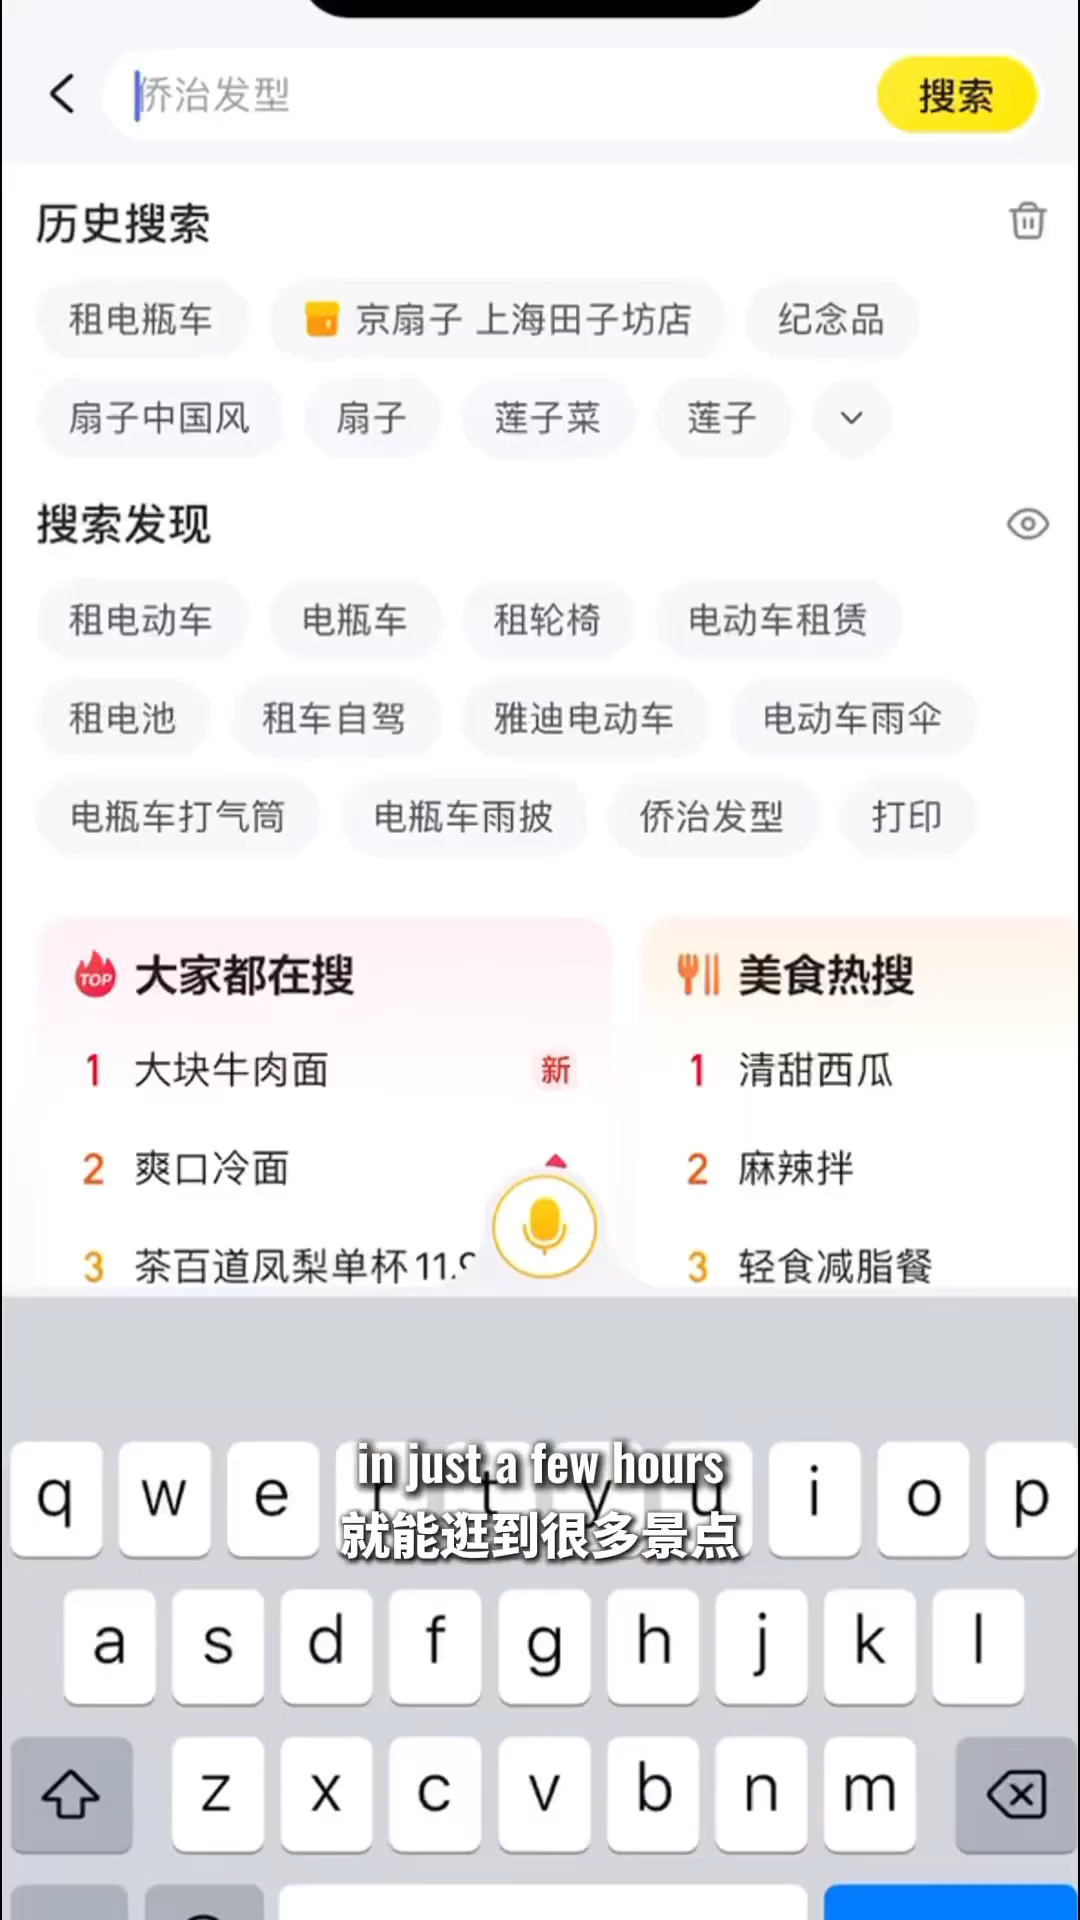 侨治发型 搜索
历史搜索
租电瓶车 京扇子 上海田子坊店 纪念品
扇子中国风 扇子 莲子菜 莲子
搜索发现
租电动车 电瓶车 租轮椅 电动车租赁
租电池 租车自驾 雅迪电动车 电动车雨伞
电瓶车打气筒 电瓶车雨披 侨治发型 打印
TOP 大家都在搜 美食热搜
1 大块牛肉面 新 1 清甜西瓜
2 爽口冷面 2 麻辣拌
3 茶百道凤梨单杯11.9 3 轻食减脂餐
in just a few hours
就能逛到很多景点
q w e r t y u i o p
a s d f g h j k l
z x c v b n m